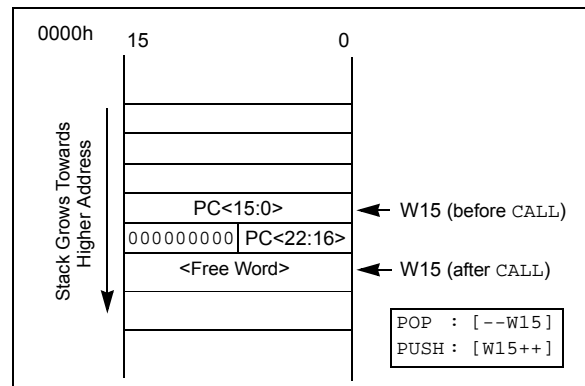 0000h
15
0
Stack Grows Towards
Higher Address
PC<15:0>
W15 (before CALL)
000000000
PC<22:16>
<Free Word>
W15 (after CALL)
POP : [--W15]
PUSH : [W15++]